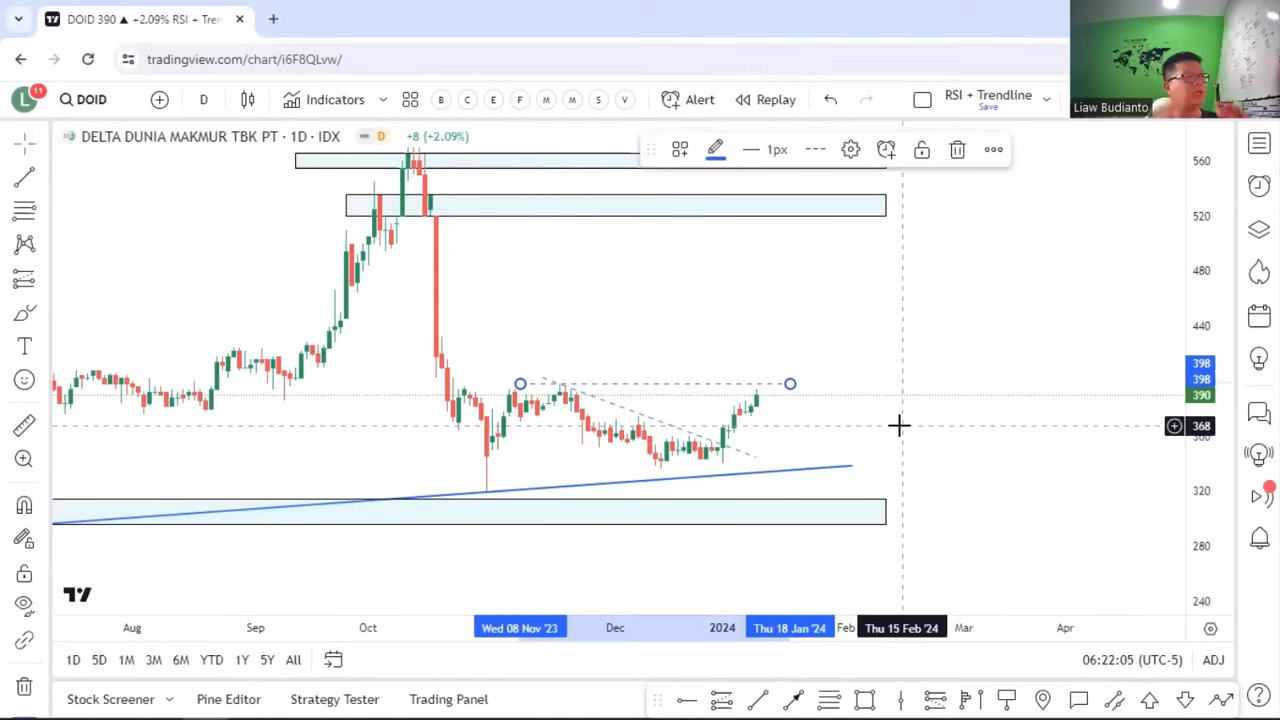 DOID 390 ▲ +2.09% RSI + Tren
tradingview.com/chart/i6F8QLvw/
L 11 DOID D Indicators B C E F M M S V Alert Replay RSI + Trendline
Save
Liaw Budianto
DELTA DUNIA MAKMUR TBK PT · 1D · IDX D +8 (+2.09%)
1px
560
520
480
440
398
398
390
368
360
320
280
240
Aug Sep Oct Wed 08 Nov '23 Dec 2024 Thu 18 Jan '24 Feb Thu 15 Feb '24 Mar Apr
1D 5D 1M 3M 6M YTD 1Y 5Y All 06:22:05 (UTC-5) ADJ
Stock Screener Pine Editor Strategy Tester Trading Panel